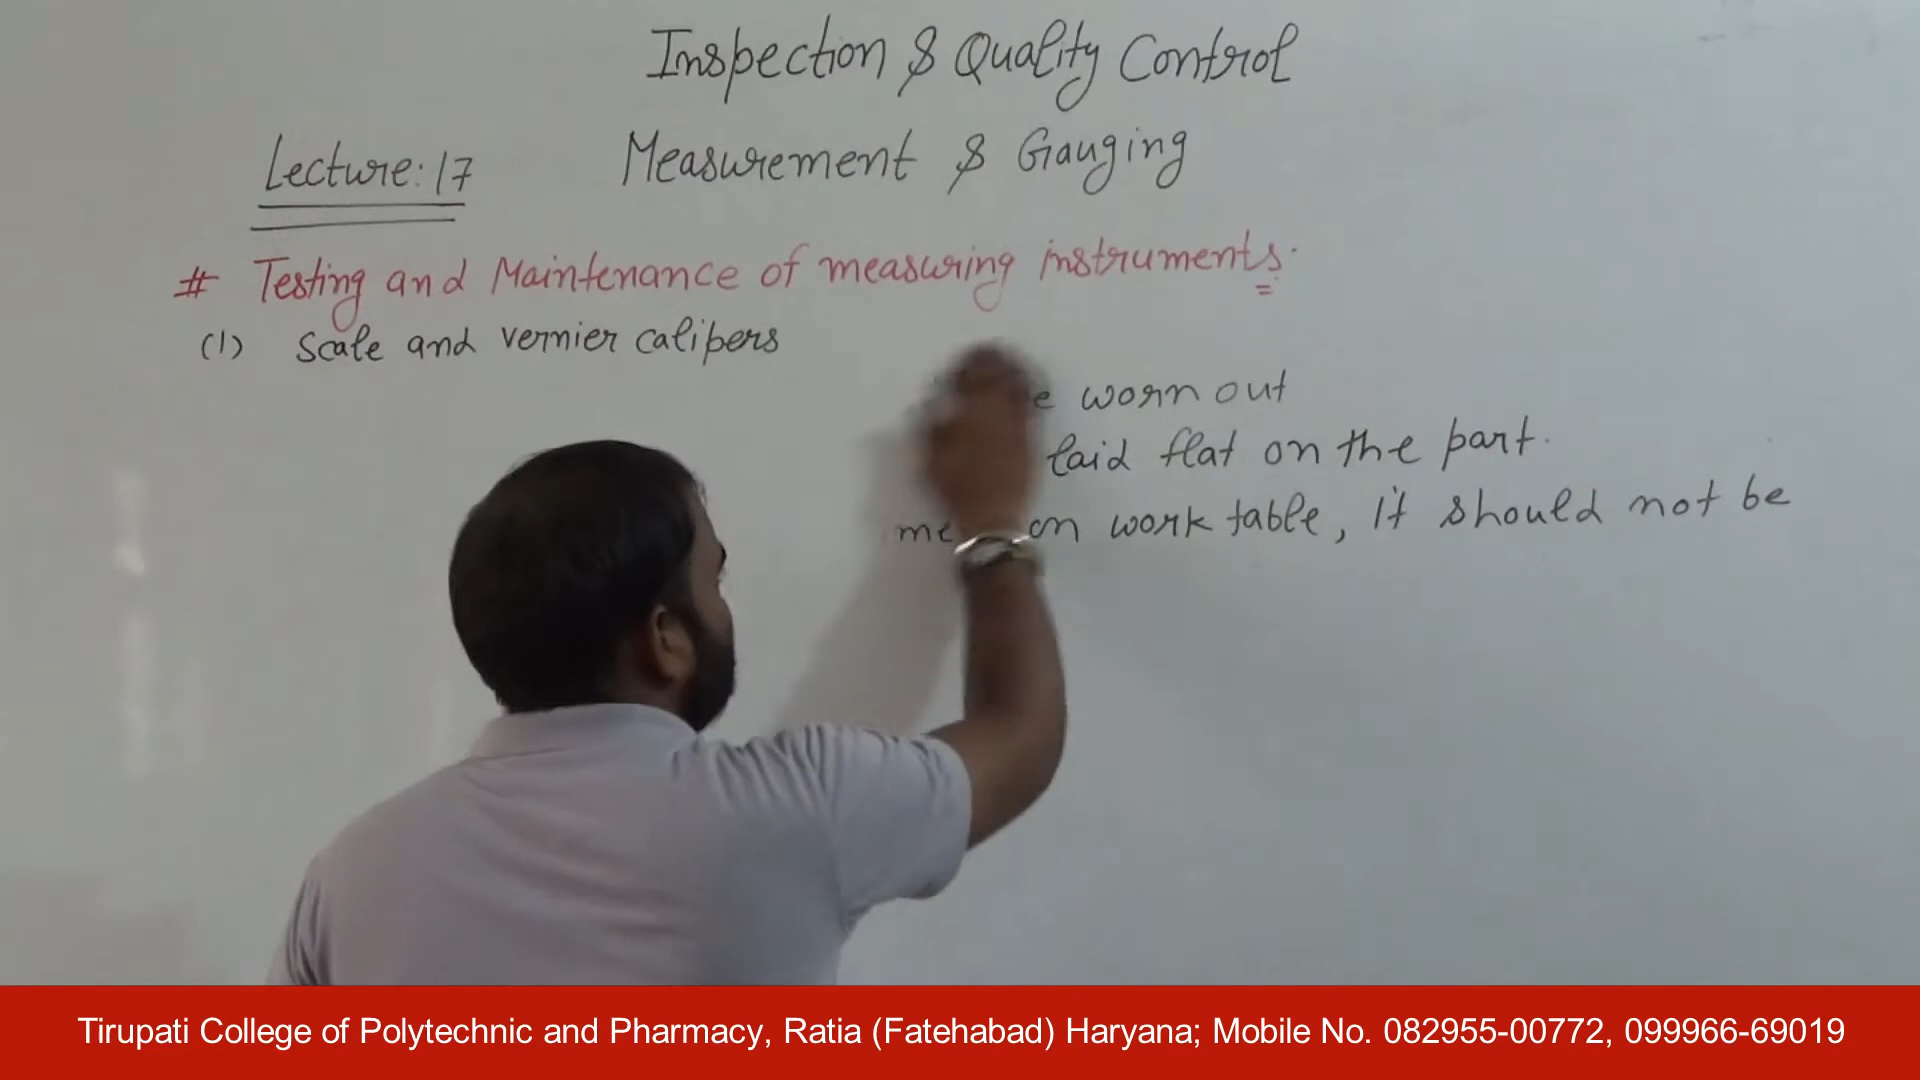 Inspection & Quality Control
Lecture: 17
Measurement & Gauging
# Testing and Maintenance of measuring instruments.
(1) Scale and vernier calipers
worn out
laid flat on the part.
on work table, it should not be
Tirupati College of Polytechnic and Pharmacy, Ratia (Fatehabad) Haryana; Mobile No. 082955-00772, 099966-69019